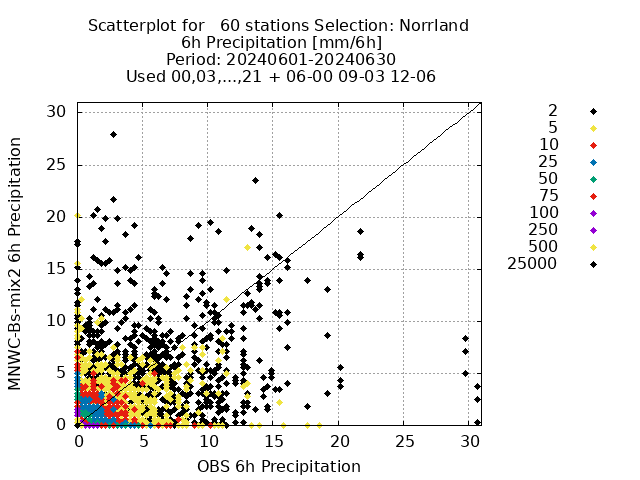 Scatterplot for   60 stations Selection: Norrland
6h Precipitation [mm/6h]
Period: 20240601-20240630
Used 00,03,...,21 + 06-00 09-03 12-06
MNWC-Bs-mix2 6h Precipitation
30
25
20
15
10
5
0
0 5 10 15 20 25 30
OBS 6h Precipitation
2
5
10
25
50
75
100
250
500
25000